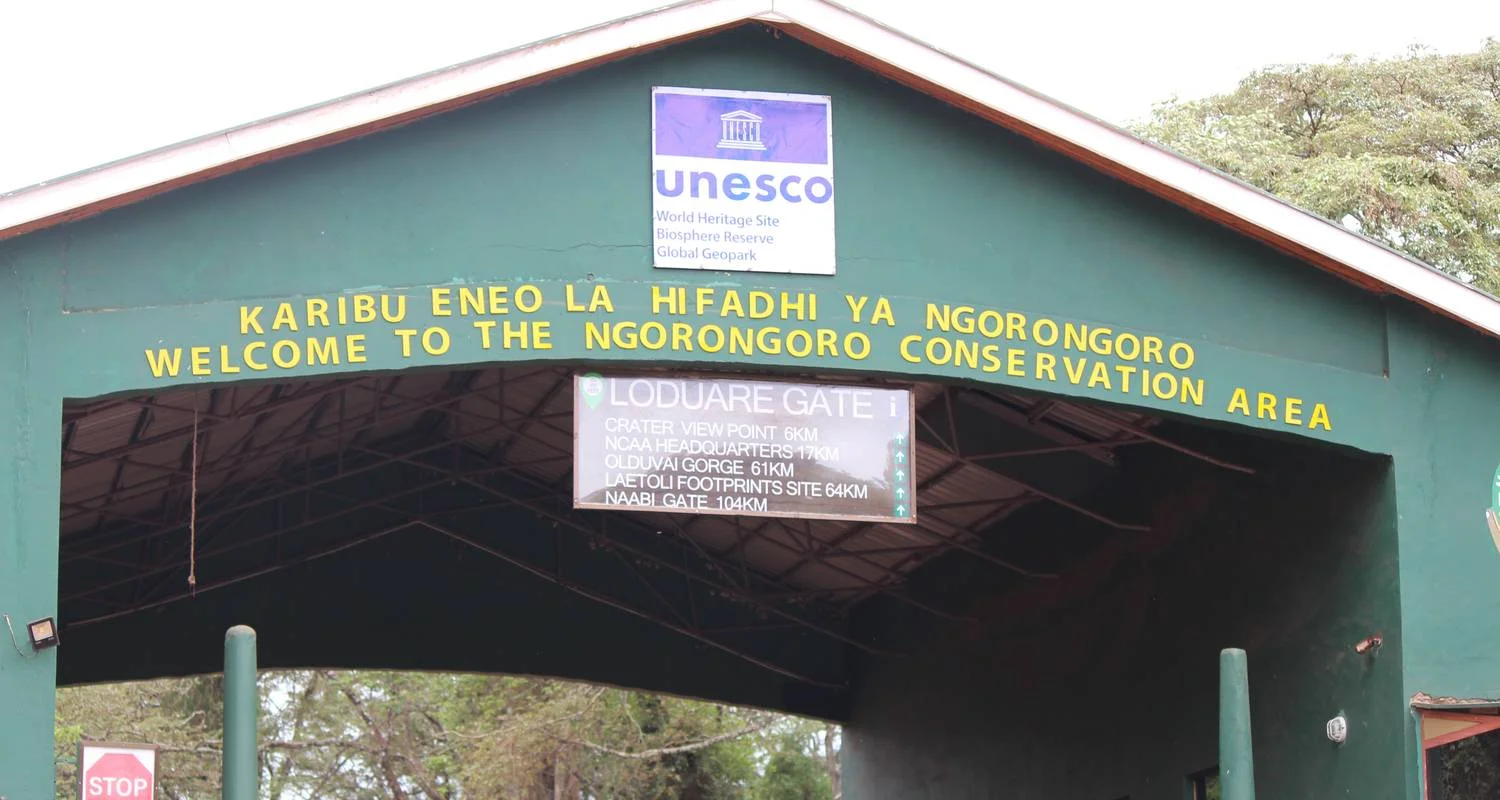 unesco
World Heritage Site
Biosphere Reserve
Global Geopark
KARIBU ENEO LA HIFADHI YA NGORONGORO
WELCOME TO THE NGORONGORO CONSERVATION AREA
LODUARE GATE i
CRATER VIEW POINT 6KM
NCAA HEADQUARTERS 17KM
OLDUVAI GORGE 61KM
LAETOLI FOOTPRINTS SITE 64KM
NAABI GATE 104KM
STOP